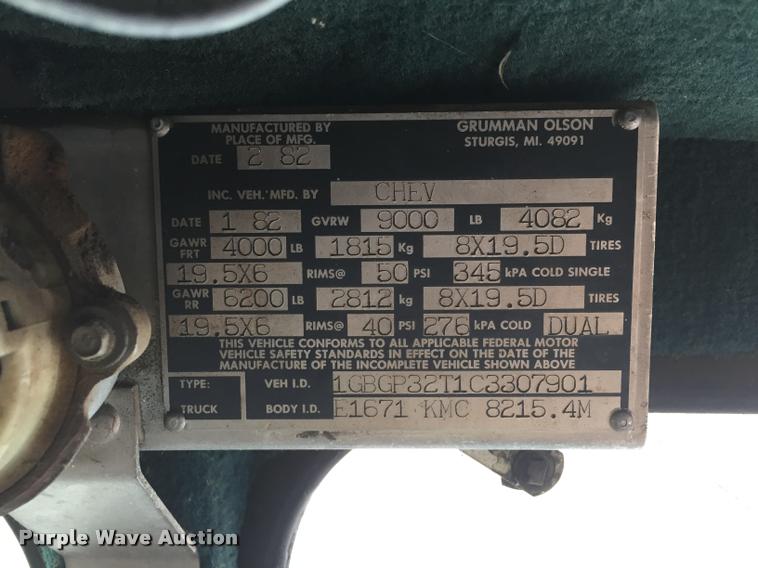 MANUFACTURED BY GRUMMAN OLSON
PLACE OF MFG. STURGIS, MI. 49091
DATE 2 82
INC. VEH. MFD. BY CHEV
DATE 1 82 GVRW 9000 LB 4082 Kg
GAWR FRT 4000 LB 1815 Kg 8X19.5D TIRES
19.5X6 RIMS@ 50 PSI 345 kPA COLD SINGLE
GAWR RR 6200 LB 2812 kg 8X19.5D TIRES
19.5X6 RIMS@ 40 PSI 276 kPA COLD DUAL
THIS VEHICLE CONFORMS TO ALL APPLICABLE FEDERAL MOTOR
VEHICLE SAFETY STANDARDS IN EFFECT ON THE DATE OF THE
MANUFACTURE OF THE INCOMPLETE VEHICLE SHOWN ABOVE
TYPE: VEH I.D. 1GBGP32T1C3307901
TRUCK BODY I.D. E1671 KMC 8215.4M
Purple Wave Auction